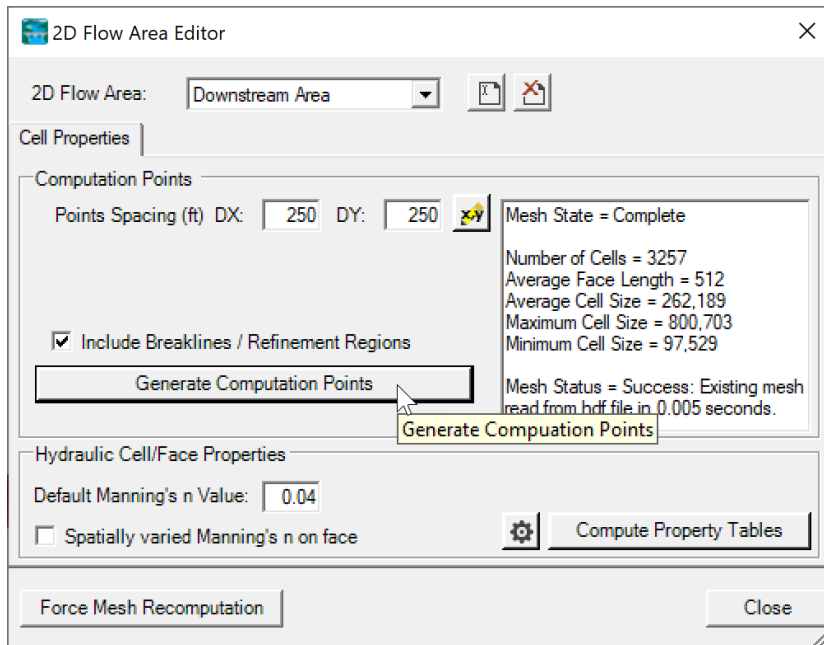 2D Flow Area Editor
2D Flow Area: Downstream Area
Cell Properties
Computation Points
Points Spacing (ft) DX: 250 DY: 250
Mesh State = Complete
Number of Cells = 3257
Average Face Length = 512
Average Cell Size = 262,189
Maximum Cell Size = 800,703
Minimum Cell Size = 97,529
Mesh Status = Success: Existing mesh
read from hdf file in 0.005 seconds.
Include Breaklines / Refinement Regions
Generate Computation Points
Generate Compuation Points
Hydraulic Cell/Face Properties
Default Manning's n Value: 0.04
Spatially varied Manning's n on face
Compute Property Tables
Force Mesh Recomputation
Close